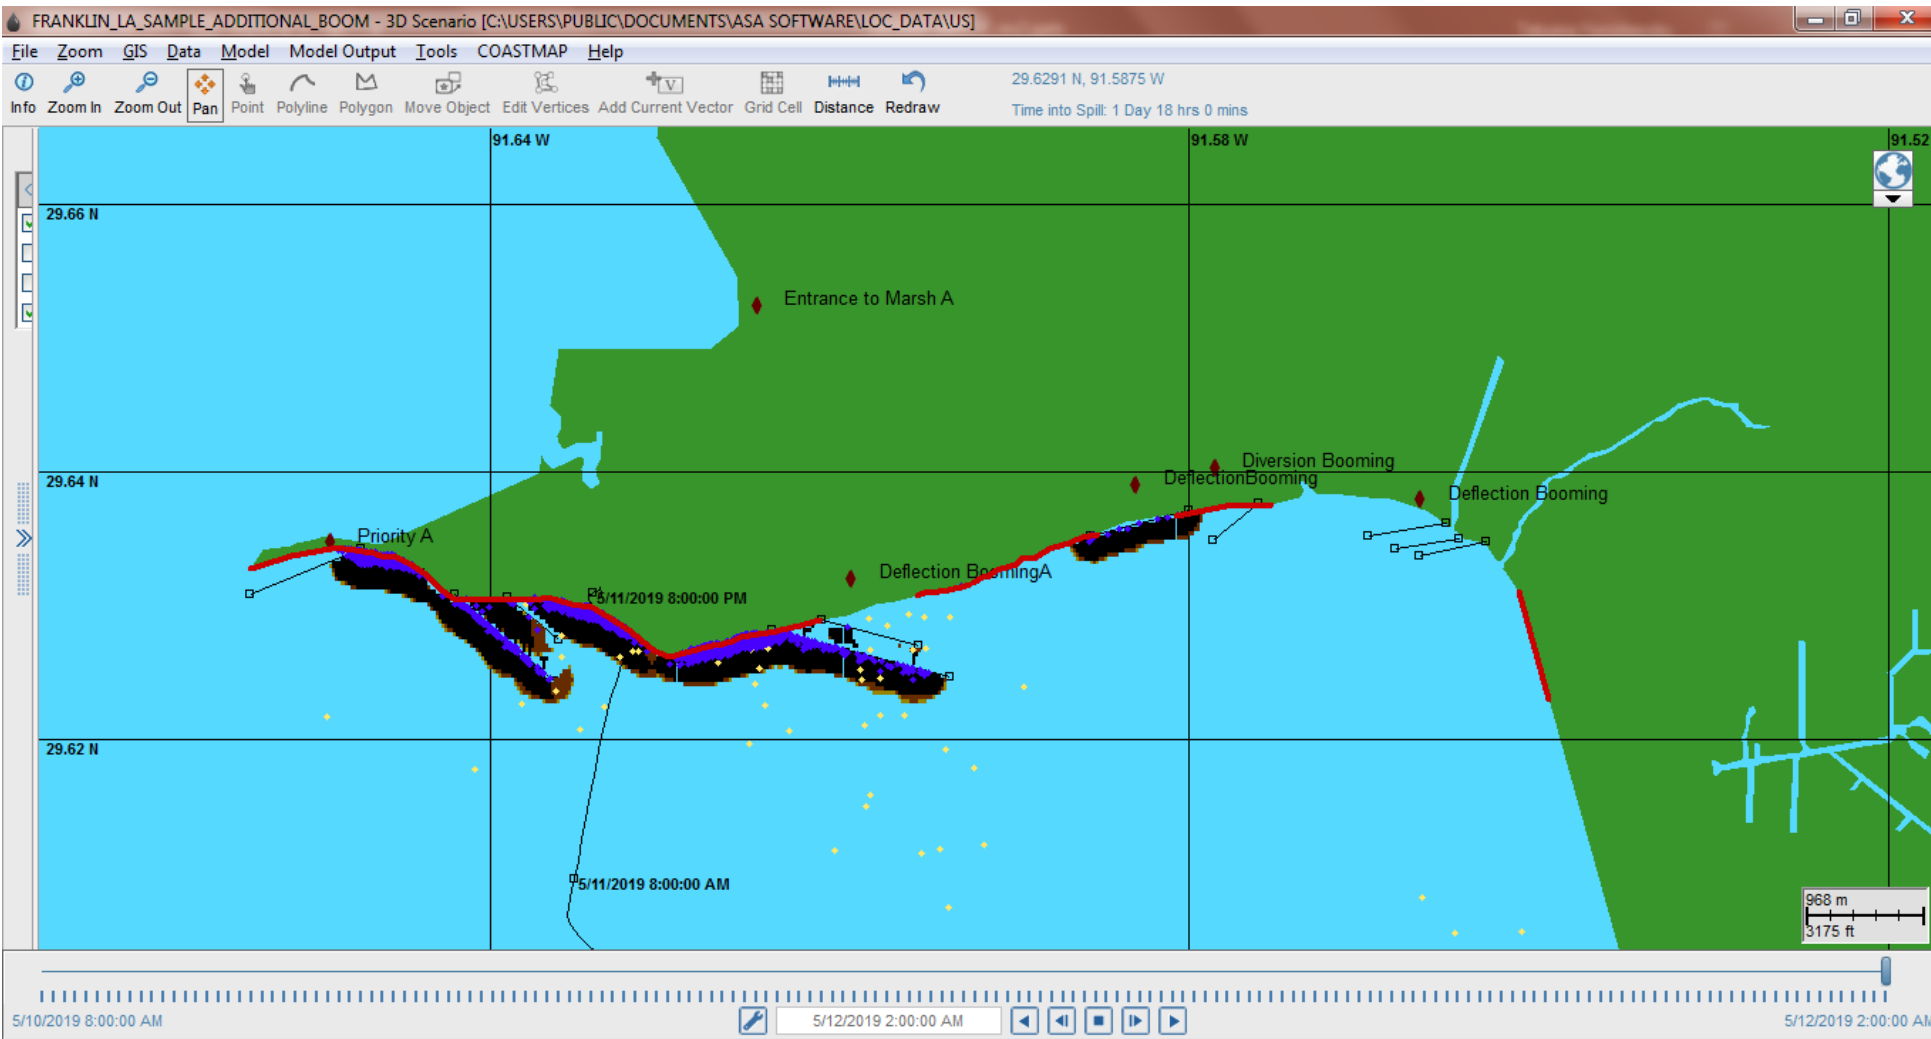 FRANKLIN_LA_SAMPLE_ADDITIONAL_BOOM - 3D Scenario [C:\USERS\PUBLIC\DOCUMENTS\ASA SOFTWARE\LOC_DATA\US]
File Zoom GIS Data Model Model Output Tools COASTMAP Help
Info Zoom In Zoom Out Pan Point Polyline Polygon Move Object Edit Vertices Add Current Vector Grid Cell Distance Redraw
29.6291 N, 91.5875 W
Time into Spill: 1 Day 18 hrs 0 mins
91.64 W 91.58 W 91.52
29.66 N
Entrance to Marsh A
Diversion Booming
29.64 N
DeflectionBooming
Deflection Booming
Priority A
Deflection BoomingA
5/11/2019 8:00:00 PM
29.62 N
5/11/2019 8:00:00 AM
968 m
3175 ft
5/10/2019 8:00:00 AM
5/12/2019 2:00:00 AM
5/12/2019 2:00:00 AM